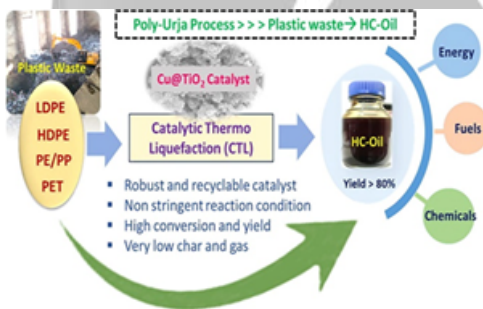 Poly-Urja Process > > > Plastic waste→ HC-Oil
Plastic Waste
LDPE
HDPE
PE/PP
PET
Cu@TiO₂ Catalyst
Catalytic Thermo
Liquefaction (CTL)
▪ Robust and recyclable catalyst
▪ Non stringent reaction condition
▪ High conversion and yield
▪ Very low char and gas
HC-Oil
Yield > 80%
Energy
Fuels
Chemicals